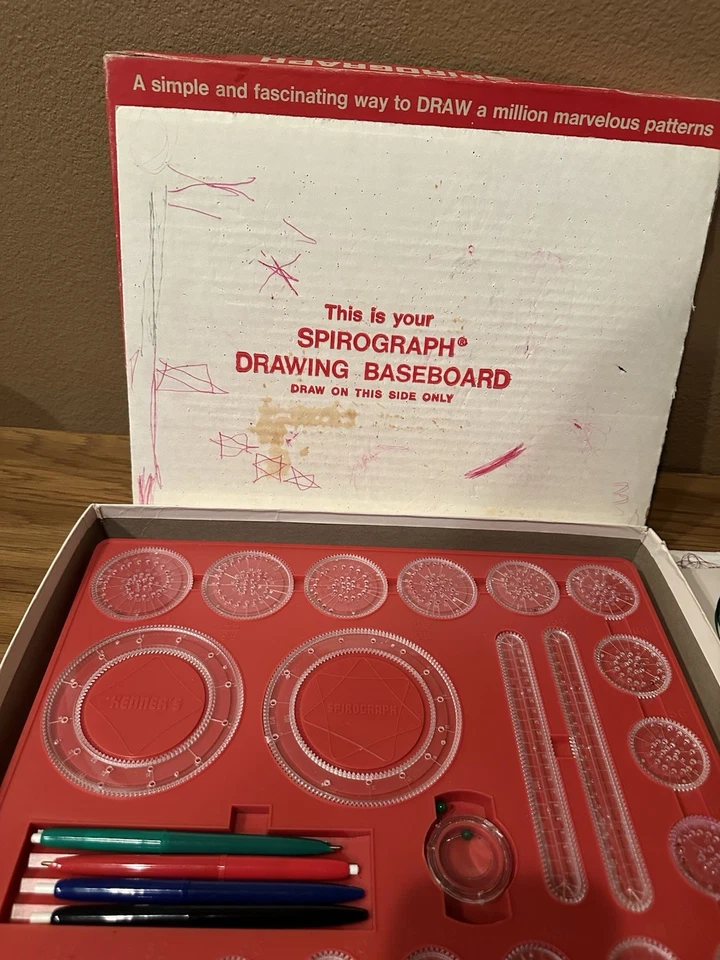 SPIROGRAPH
A simple and fascinating way to DRAW a million marvelous patterns
This is your
SPIROGRAPH®
DRAWING BASEBOARD
DRAW ON THIS SIDE ONLY
KENNER'S
SPIROGRAPH